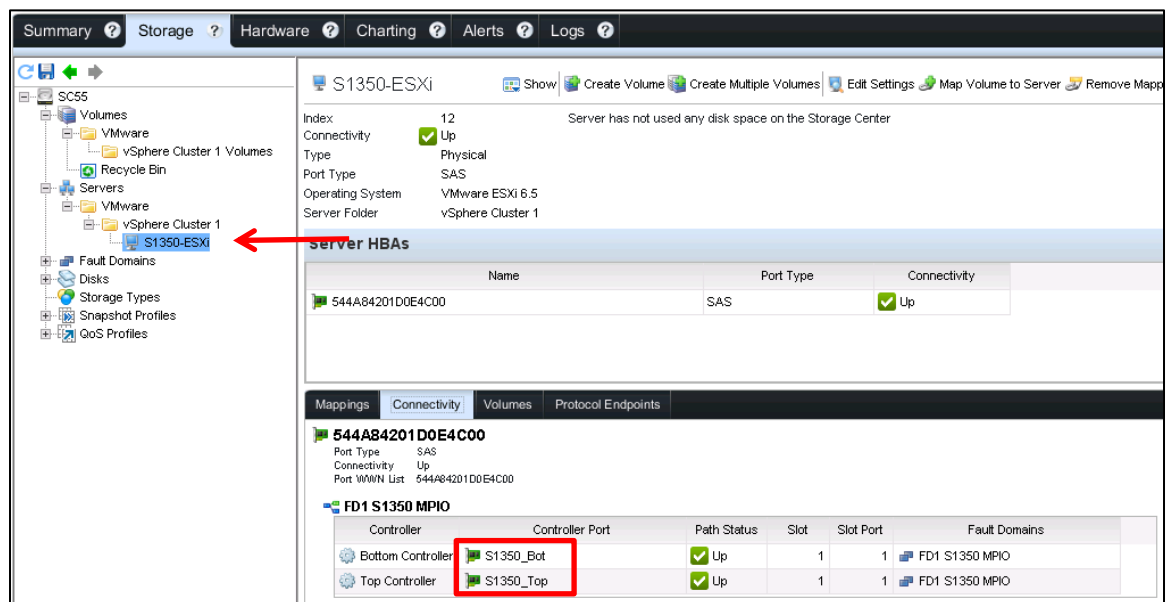 Summary ? Storage ? Hardware ? Charting ? Alerts ? Logs ?
SC55
Volumes
VMware
vSphere Cluster 1 Volumes
Recycle Bin
Servers
VMware
vSphere Cluster 1
S1350-ESXi
Fault Domains
Disks
Storage Types
Snapshot Profiles
QoS Profiles
S1350-ESXi Show Create Volume Create Multiple Volumes Edit Settings Map Volume to Server Remove Mapp
Index 12 Server has not used any disk space on the Storage Center
Connectivity Up
Type Physical
Port Type SAS
Operating System VMware ESXi 6.5
Server Folder vSphere Cluster 1
Server HBAs
Name Port Type Connectivity
544A84201D0E4C00 SAS Up
Mappings Connectivity Volumes Protocol Endpoints
544A84201D0E4C00
Port Type SAS
Connectivity Up
Port WWN List 544A84201D0E4C00
FD1 S1350 MPIO
Controller Controller Port Path Status Slot Slot Port Fault Domains
Bottom Controller S1350_Bot Up 1 1 FD1 S1350 MPIO
Top Controller S1350_Top Up 1 1 FD1 S1350 MPIO